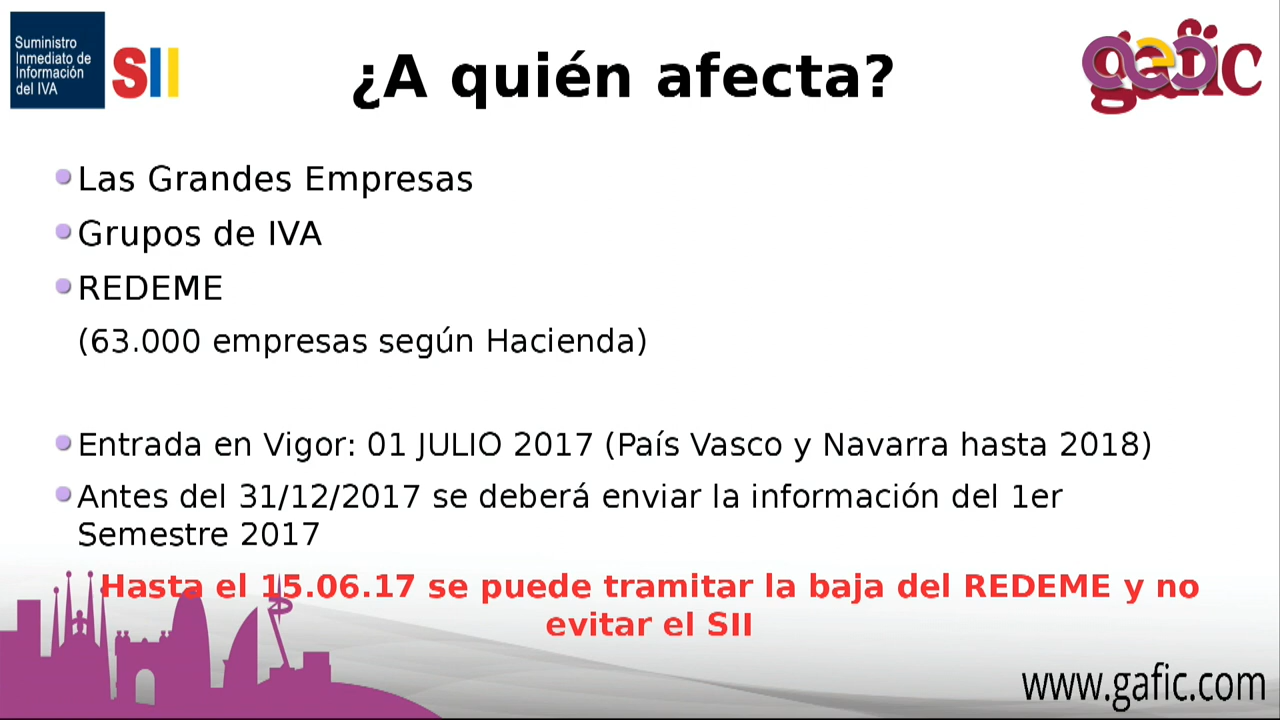 Suministro
Inmediato de
Información
del IVA
SII
¿A quién afecta?
gafic
Las Grandes Empresas
Grupos de IVA
REDEME
(63.000 empresas según Hacienda)
Entrada en Vigor: 01 JULIO 2017 (País Vasco y Navarra hasta 2018)
Antes del 31/12/2017 se deberá enviar la información del 1er
Semestre 2017
Hasta el 15.06.17 se puede tramitar la baja del REDEME y no
evitar el SII
www.gafic.com